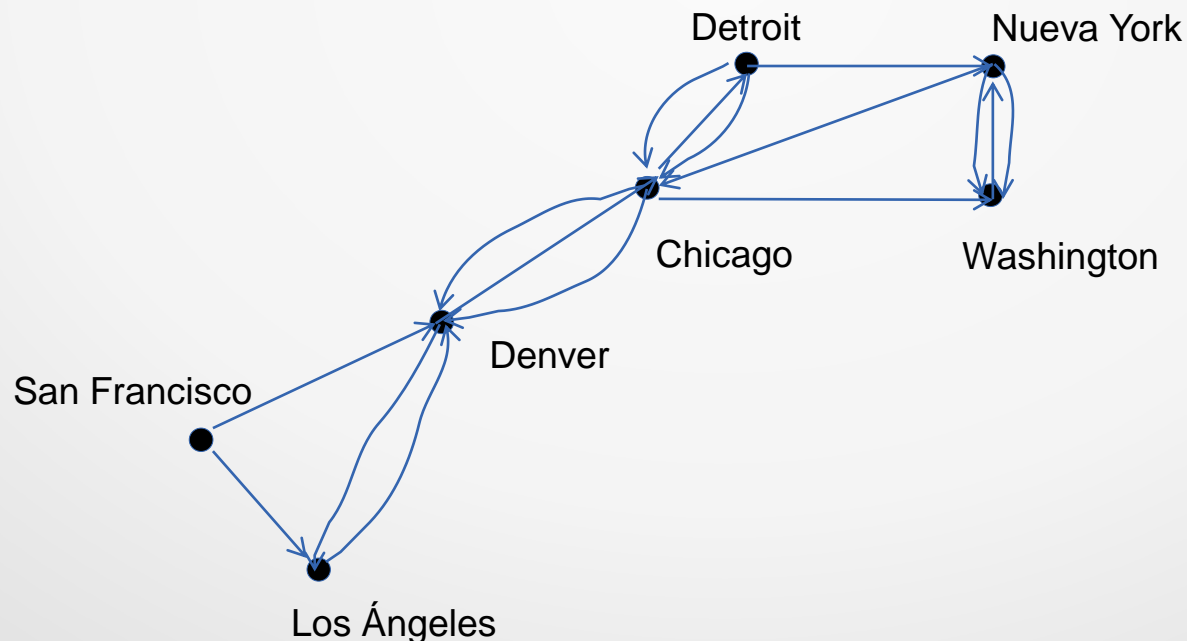 Detroit
Nueva York
Chicago
Washington
Denver
San Francisco
Los Ángeles